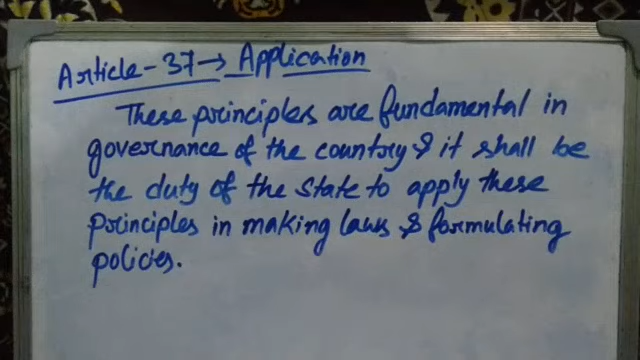 Article-37→ Application
These principles are fundamental in
governance of the country & it shall be
the duty of the State to apply these
principles in making laws & formulating
policies.